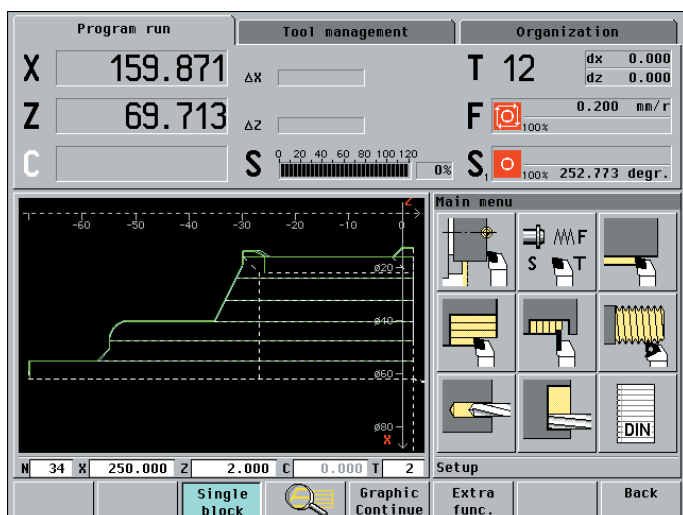 Program run Tool management Organization
X 159.871 ΔX T 12 dx 0.000
dz 0.000
Z 69.713 ΔZ F 100% 0.200 mm/r
C S 0 20 40 60 80 100 120 0% S1 100% 252.773 degr.
Main menu
Z
-60 -50 -40 -30 -20 -10 0
F
S T
ø20
ø40
ø60
ø80
X
DIN
N 34 X 250.000 Z 2.000 C 0.000 T 2 Setup
Single block Graphic Continue Extra func. Back